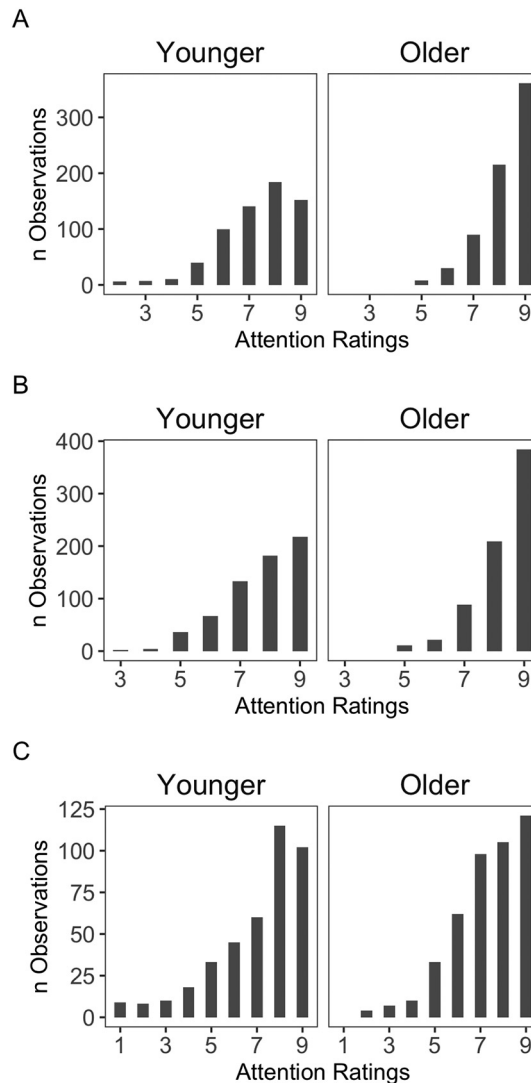 A
Younger Older
n Observations
300
200
100
0
3 5 7 9 3 5 7 9
Attention Ratings
B
Younger Older
n Observations
400
300
200
100
0
3 5 7 9 3 5 7 9
Attention Ratings
C
Younger Older
n Observations
125
100
75
50
25
0
1 3 5 7 9 1 3 5 7 9
Attention Ratings